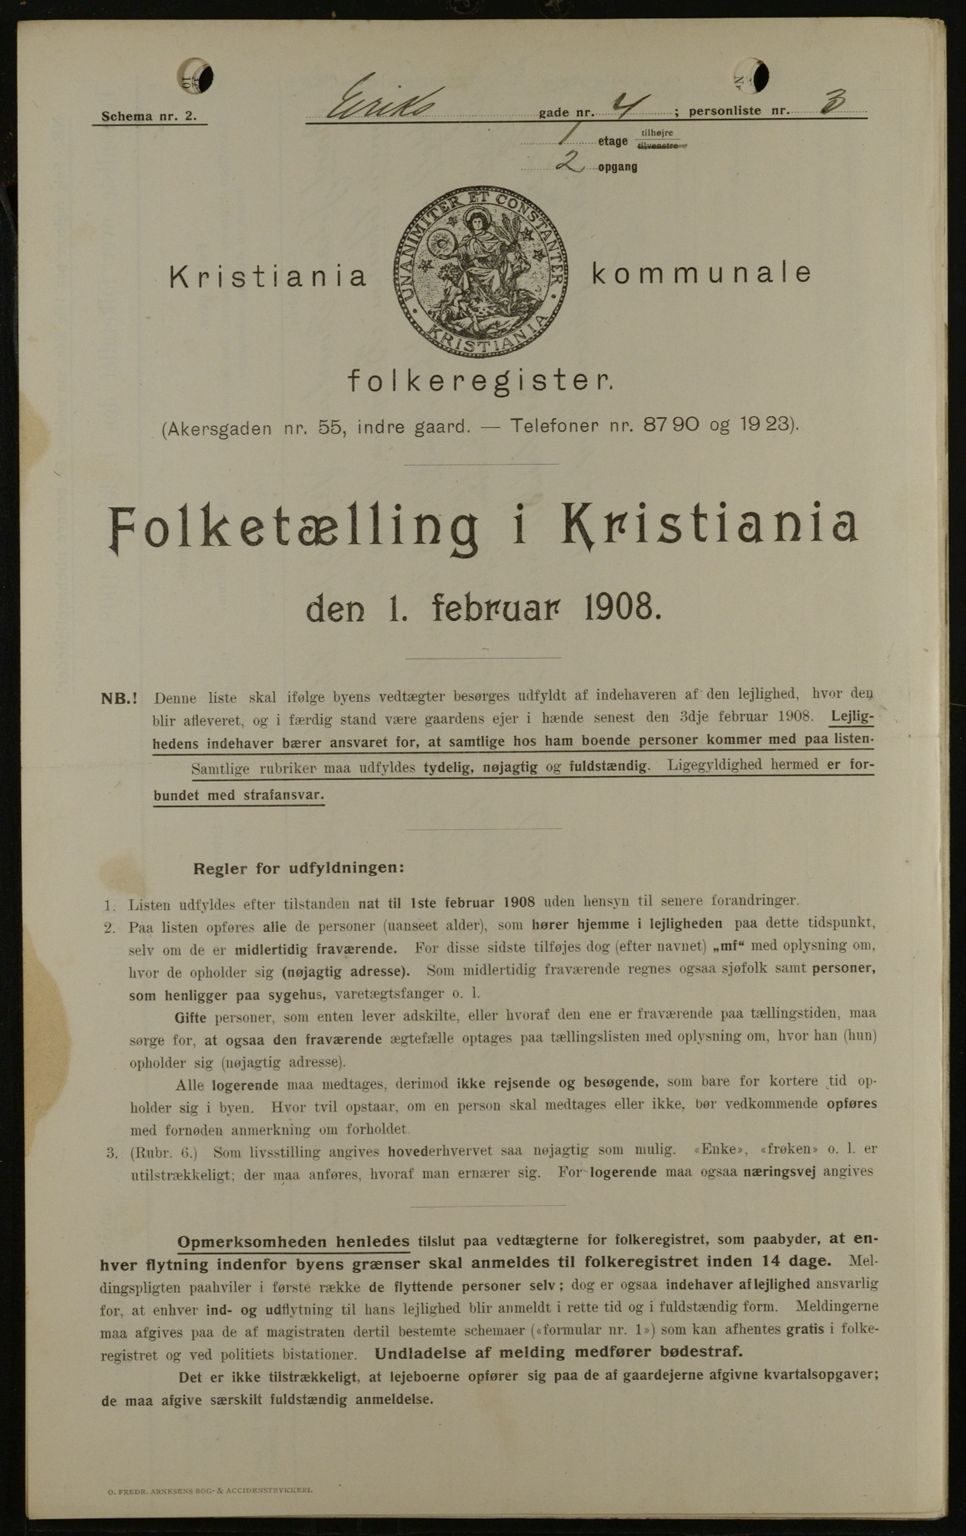 Schema nr. 2.
Eriks gade nr. 4 ; personliste nr. 3
1 etage tilhøjre tilvenstre
2 opgang
UNANIMITER ET CONSTANTER
KRISTIANIA
Kristiania kommunale
folkeregister.
(Akersgaden nr. 55, indre gaard. — Telefoner nr. 87 90 og 19 23).
Folketælling i Kristiania
den 1. februar 1908.
NB.! Denne liste skal ifølge byens vedtægter besørges udfyldt af indehaveren af den lejlighed, hvor den
blir afleveret, og i færdig stand være gaardens ejer i hænde senest den 3dje februar 1908. Lejlig-
hedens indehaver bærer ansvaret for, at samtlige hos ham boende personer kommer med paa listen.
Samtlige rubriker maa udfyldes tydelig, nøjagtig og fuldstændig. Ligegyldighed hermed er for-
bundet med strafansvar.
Regler for udfyldningen:
1. Listen udfyldes efter tilstanden nat til 1ste februar 1908 uden hensyn til senere forandringer.
2. Paa listen opføres alle de personer (uanseet alder), som hører hjemme i lejligheden paa dette tidspunkt,
selv om de er midlertidig fraværende. For disse sidste tilføjes dog (efter navnet) „mf“ med oplysning om,
hvor de opholder sig (nøjagtig adresse). Som midlertidig fraværende regnes ogsaa sjøfolk samt personer,
som henligger paa sygehus, varetægtsfanger o. l.
Gifte personer, som enten lever adskilte, eller hvoraf den ene er fraværende paa tællingstiden, maa
sørge for, at ogsaa den fraværende ægtefælle optages paa tællingslisten med oplysning om, hvor han (hun)
opholder sig (nøjagtig adresse).
Alle logerende maa medtages, derimod ikke rejsende og besøgende, som bare for kortere tid op-
holder sig i byen. Hvor tvil opstaar, om en person skal medtages eller ikke, bør vedkommende opføres
med fornøden anmerkning om forholdet.
3. (Rubr. 6.) Som livsstilling angives hovederhvervet saa nøjagtig som mulig. «Enke», «frøken» o. l. er
utilstrækkeligt; der maa anføres, hvoraf man ernærer sig. For logerende maa ogsaa næringsvej angives
Opmerksomheden henledes tilslut paa vedtægterne for folkeregistret, som paabyder, at en-
hver flytning indenfor byens grænser skal anmeldes til folkeregistret inden 14 dage. Mel-
dingspligten paahviler i første række de flyttende personer selv; dog er ogsaa indehaver af lejlighed ansvarlig
for, at enhver ind- og udflytning til hans lejlighed blir anmeldt i rette tid og i fuldstændig form. Meldingerne
maa afgives paa de af magistraten dertil bestemte schemaer («formular nr. 1») som kan afhentes gratis i folke-
registret og ved politiets bistationer. Undladelse af melding medfører bødestraf.
Det er ikke tilstrækkeligt, at lejeboerne opfører sig paa de af gaardejerne afgivne kvartalsopgaver;
de maa afgive særskilt fuldstændig anmeldelse.
O. FREDR. ARNESENS BOG- & ACCIDENSTRYKKERI.